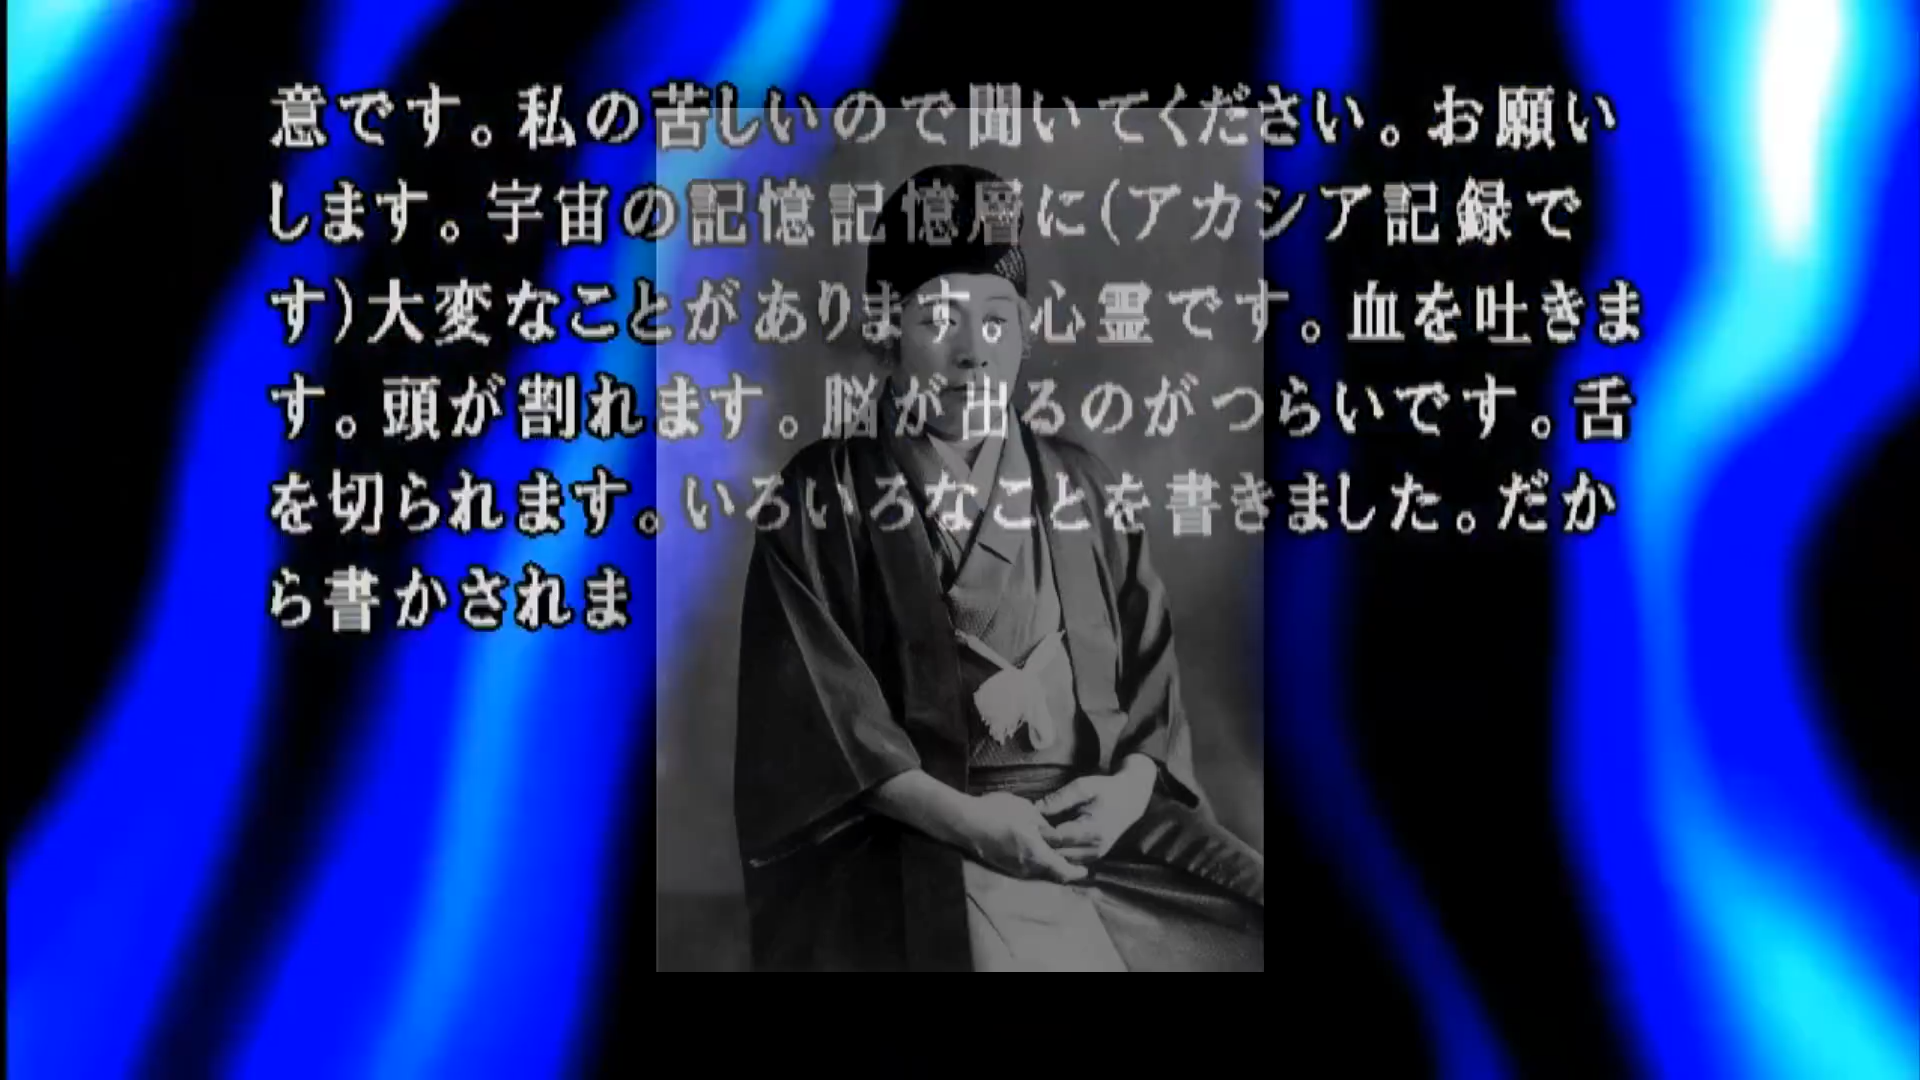 意です。私の苦しいので聞いてください。お願い
します。宇宙の記憶記憶層に(アカシア記録で
す)大変なことがあります。心霊です。血を吐きま
す。頭が割れます。脳が出るのがつらいです。舌
を切られます。いろいろなことを書きました。だか
ら書かされま